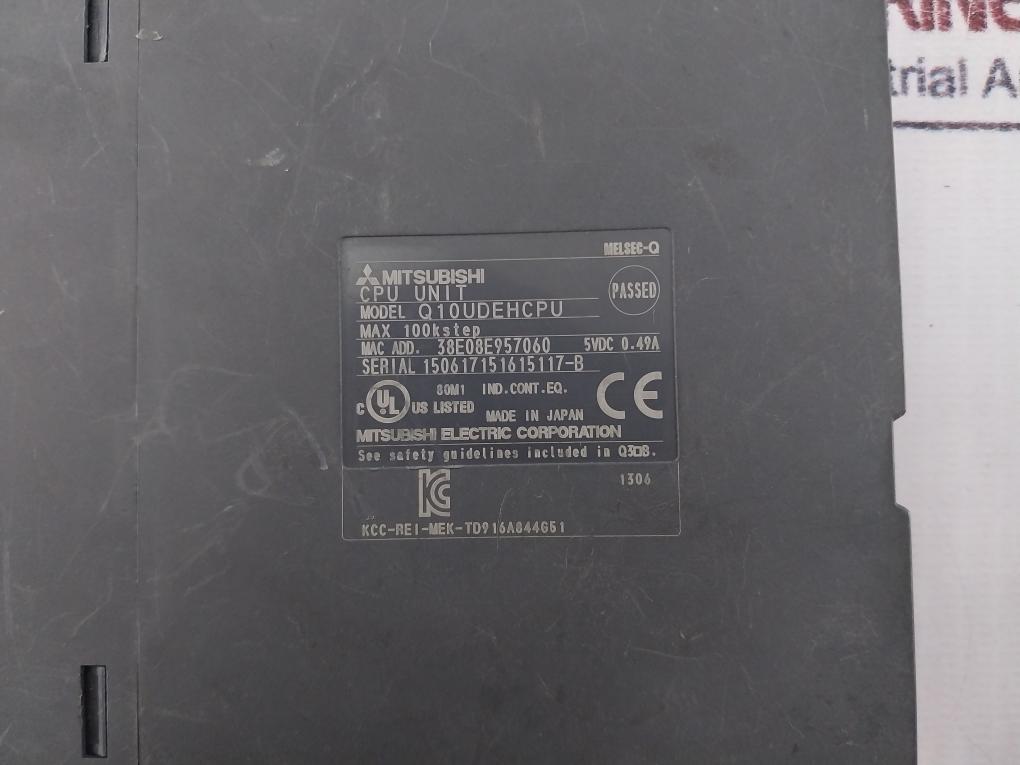 MELSEC-Q
MITSUBISHI
CPU UNIT
PASSED
MODEL Q10UDEHCPU
MAX 100kstep
MAC ADD. 38E08E957060 5VDC 0.49A
SERIAL 150617151615117-B
80M1 IND.CONT.EQ.
C UL US LISTED CE
MADE IN JAPAN
MITSUBISHI ELECTRIC CORPORATION
See safety guidelines included in Q3□B.
1306
KCC-REI-MEK-TD916A844G51